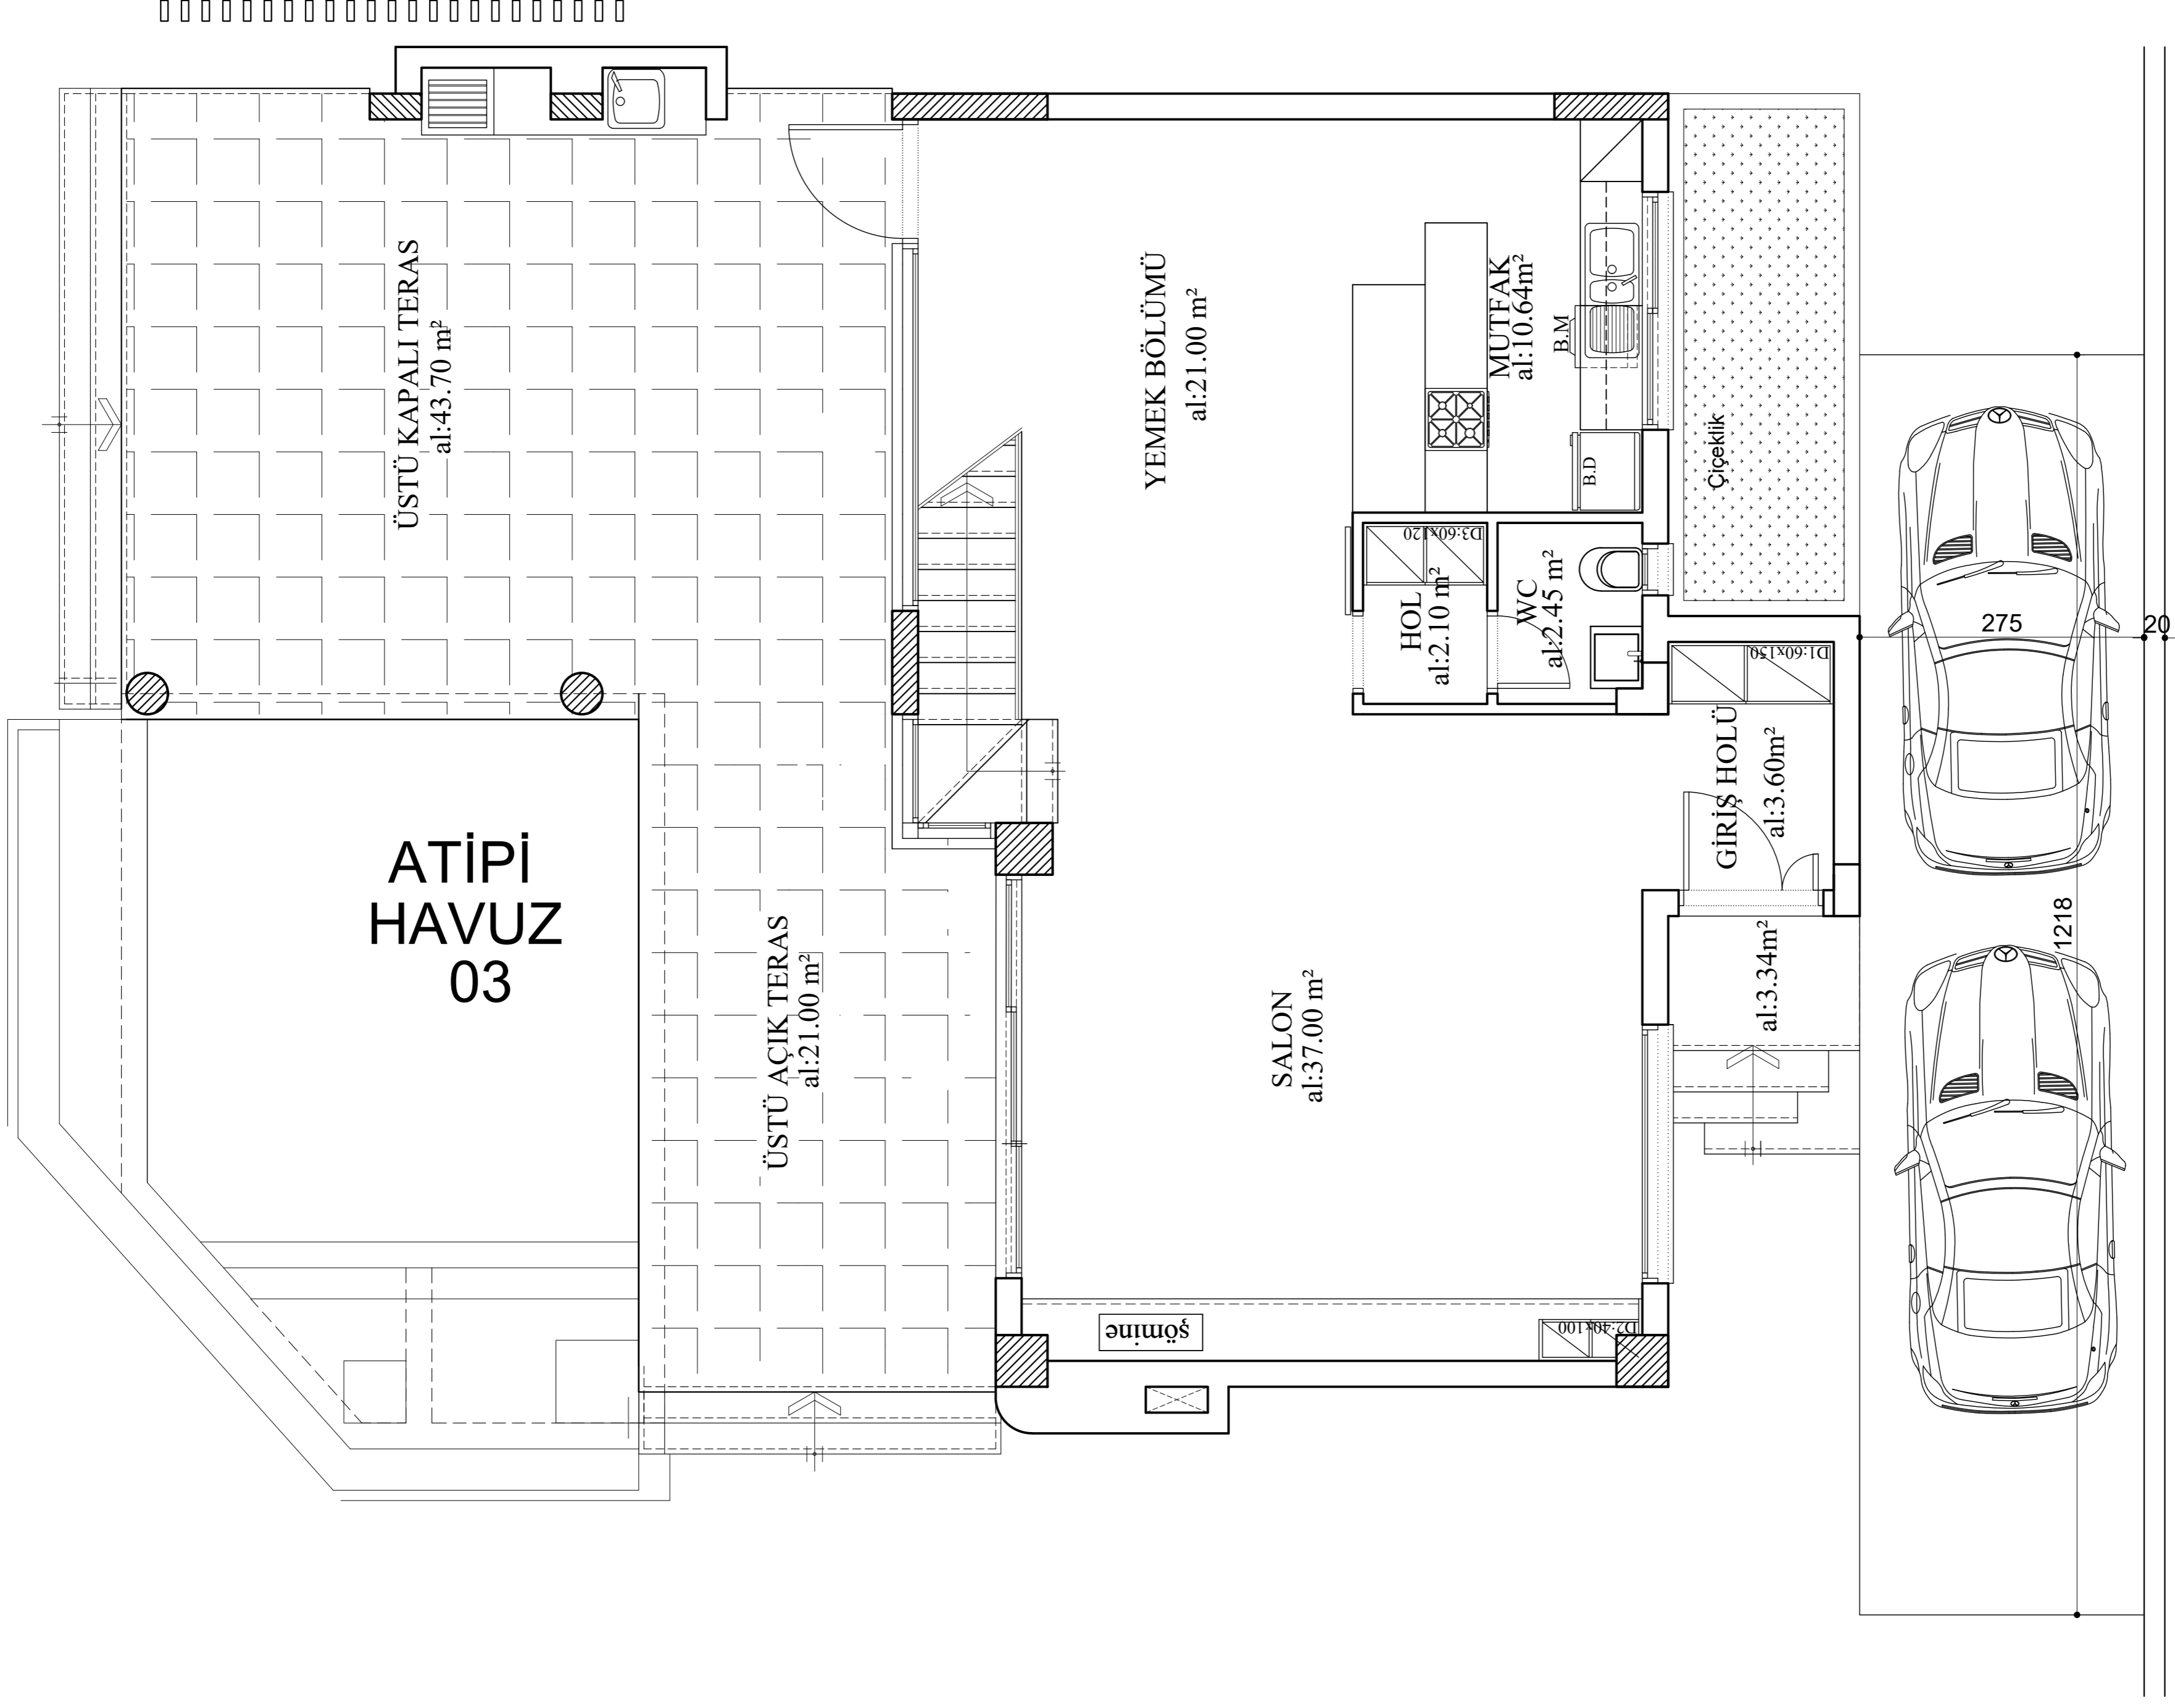 ÜSTÜ KAPALI TERAS
al:43.70 m²
YEMEK BÖLÜMÜ
al:21.00 m²
MUTFAK
al:10.64m²
B.M
B.D
Çiçeklik
D3:60x120
HOL
al:2.10 m²
WC
al:2.45 m²
D1:60x150
GİRİŞ HOLÜ
al:3.60m²
275
20
1218
al:3.34m²
ATİPİ
HAVUZ
03
ÜSTÜ AÇIK TERAS
al:21.00 m²
SALON
al:37.00 m²
şömine
D2:40x100